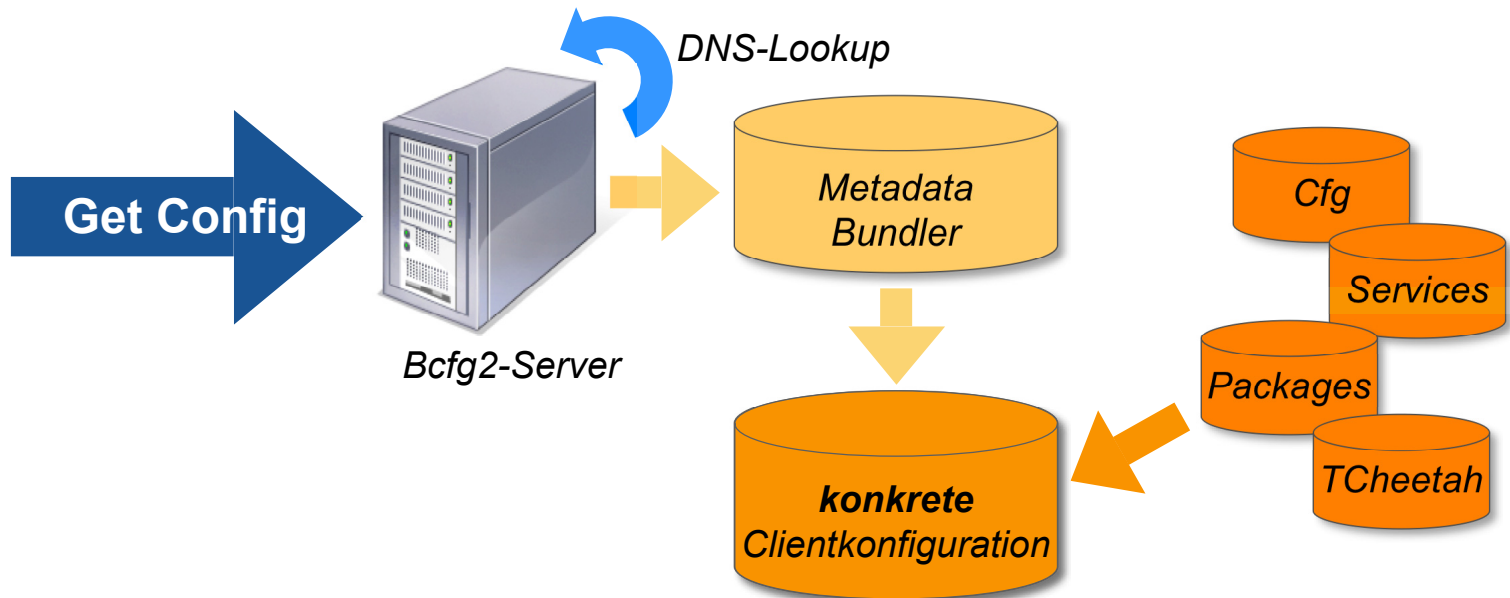 DNS-Lookup
Get Config
Bcfg2-Server
Metadata
Bundler
Cfg
Services
Packages
TCheetah
konkrete
Clientkonfiguration